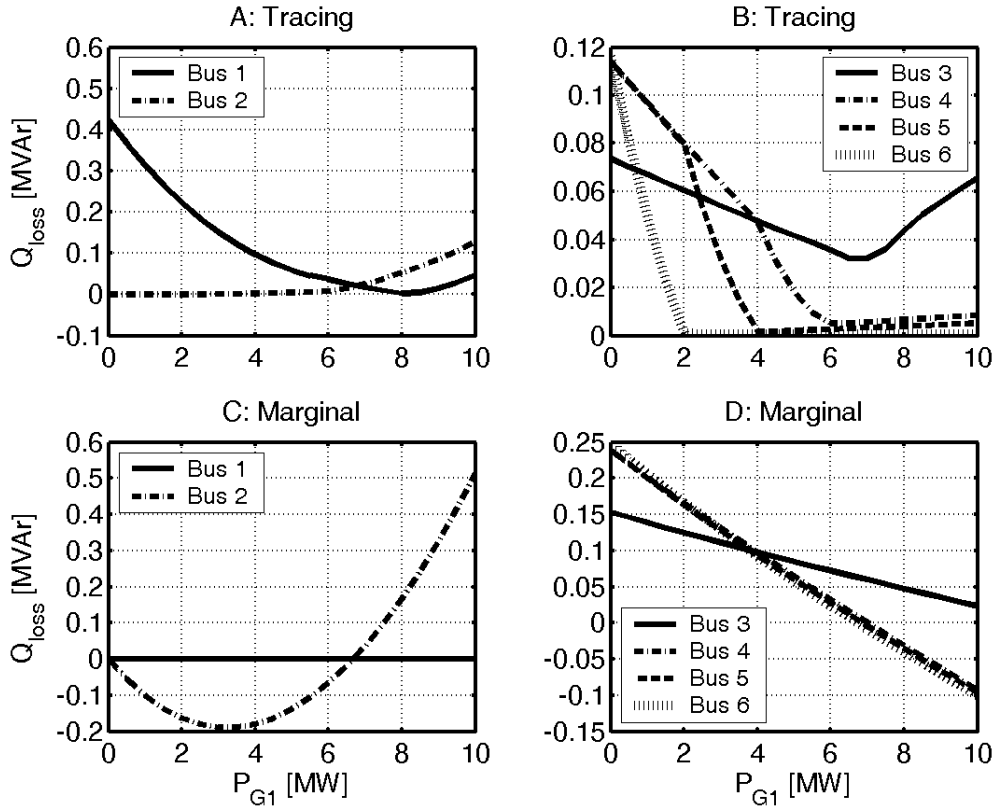 A: Tracing
Q_loss [MVAr]
0.6
0.5
0.4
0.3
0.2
0.1
0
-0.1
Bus 1
Bus 2
0 2 4 6 8 10
B: Tracing
0.12
0.1
0.08
0.06
0.04
0.02
0
Bus 3
Bus 4
Bus 5
Bus 6
0 2 4 6 8 10
C: Marginal
Q_loss [MVAr]
0.6
0.5
0.4
0.3
0.2
0.1
0
-0.1
-0.2
Bus 1
Bus 2
0 2 4 6 8 10
P_G1 [MW]
D: Marginal
0.25
0.2
0.15
0.1
0.05
0
-0.05
-0.1
-0.15
Bus 3
Bus 4
Bus 5
Bus 6
0 2 4 6 8 10
P_G1 [MW]